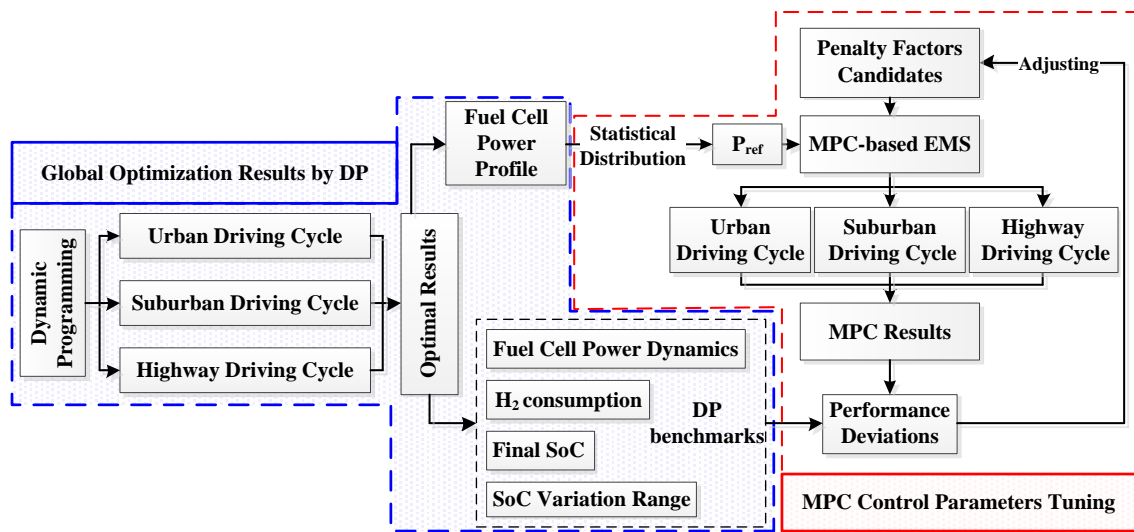 Global Optimization Results by DP
Dynamic
Programming
Urban Driving Cycle
Suburban Driving Cycle
Highway Driving Cycle
Optimal Results
Fuel Cell
Power
Profile
Statistical
Distribution
P_ref
Fuel Cell Power Dynamics
H₂ consumption
Final SoC
SoC Variation Range
DP
benchmarks
Penalty Factors
Candidates
Adjusting
MPC-based EMS
Urban
Driving Cycle
Suburban
Driving Cycle
Highway
Driving Cycle
MPC Results
Performance
Deviations
MPC Control Parameters Tuning